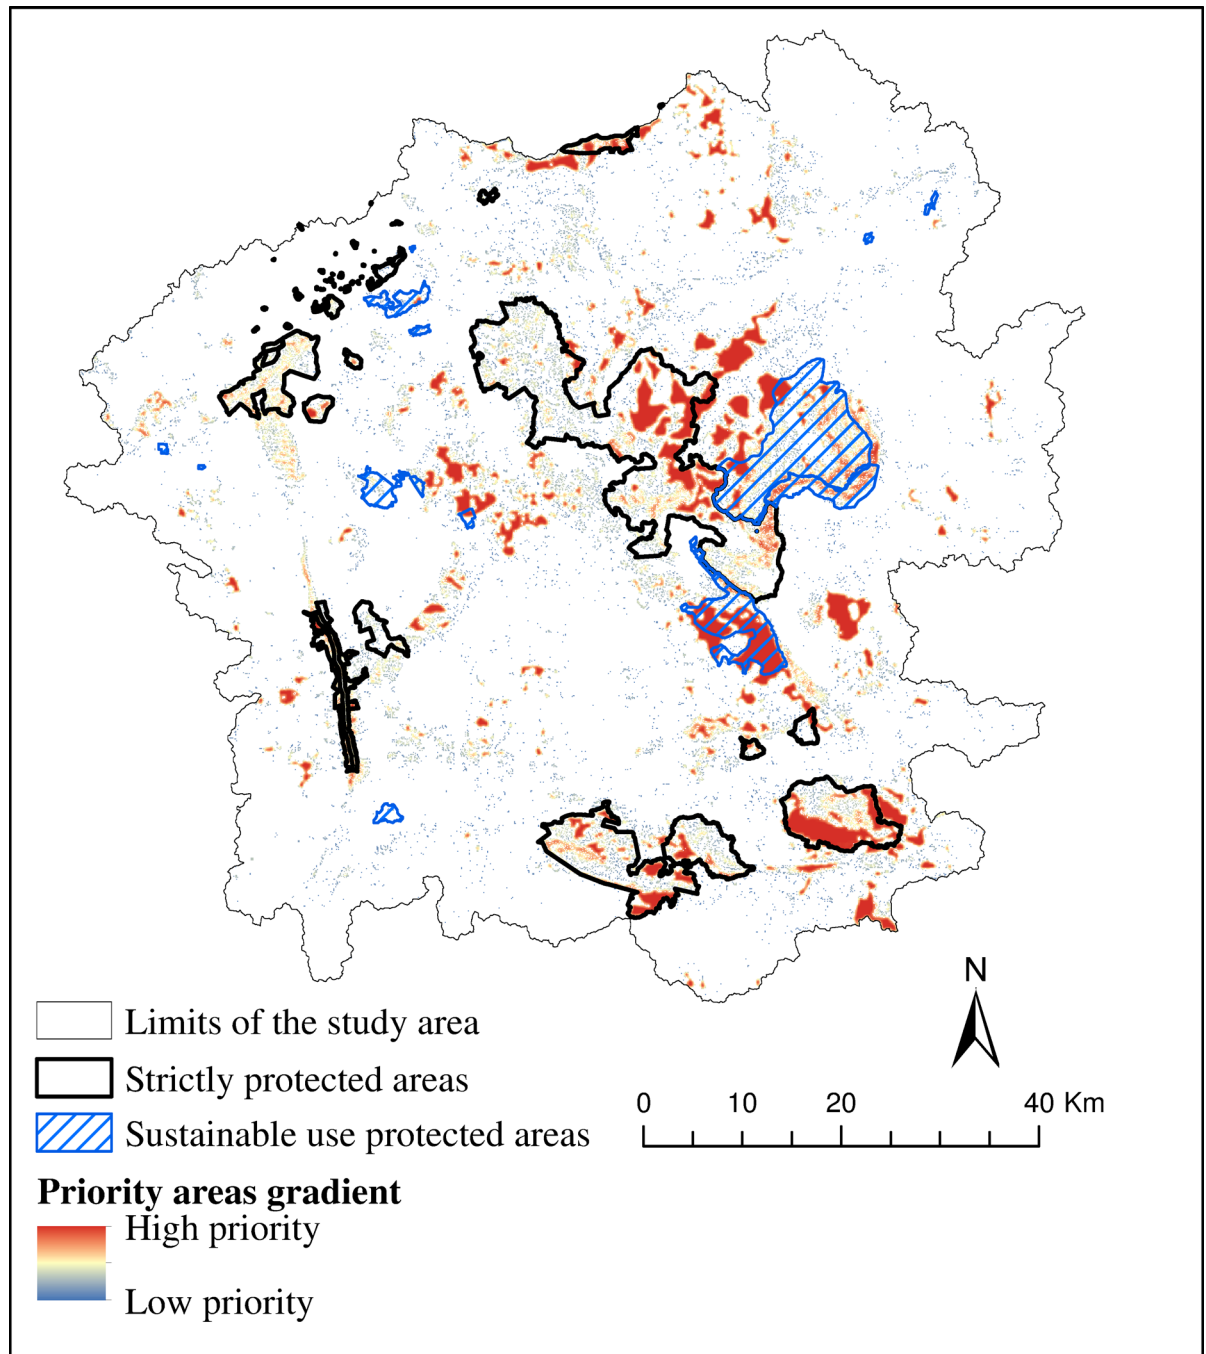 N
Limits of the study area
Strictly protected areas
0 10 20 40 Km
Sustainable use protected areas
Priority areas gradient
High priority
Low priority